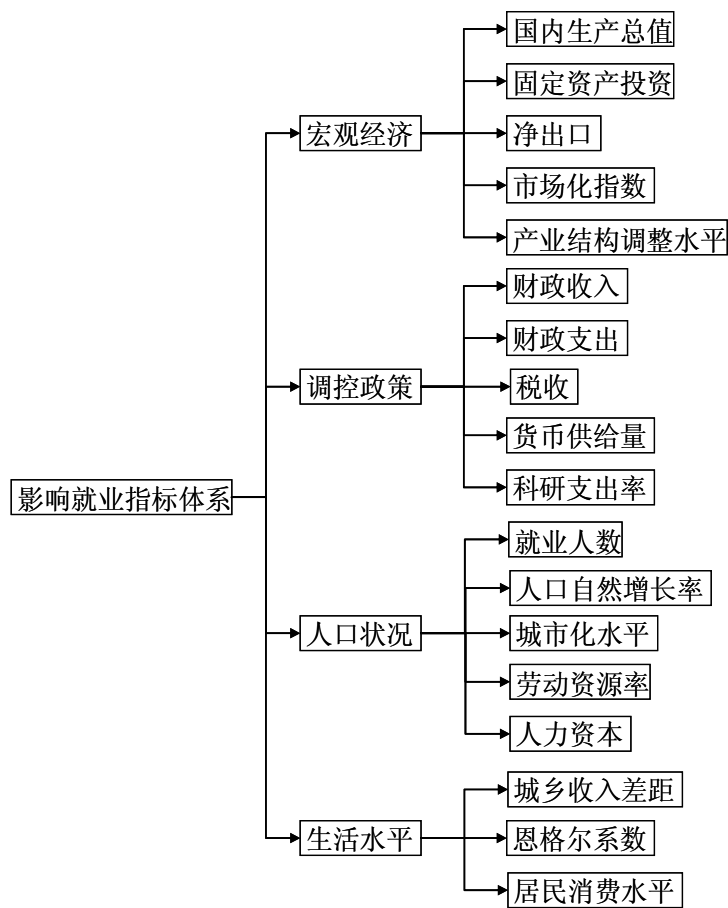 国内生产总值
固定资产投资
宏观经济
净出口
市场化指数
产业结构调整水平
财政收入
财政支出
调控政策
税收
货币供给量
科研支出率
影响就业指标体系
就业人数
人口自然增长率
人口状况
城市化水平
劳动资源率
人力资本
城乡收入差距
生活水平
恩格尔系数
居民消费水平